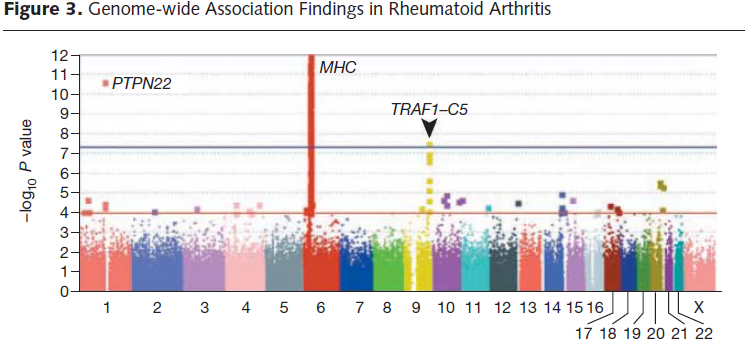 Figure 3. Genome-wide Association Findings in Rheumatoid Arthritis
12
11
10
9
8
7
6
5
4
3
2
1
0
−log10 P value
PTPN22
MHC
TRAF1–C5
1 2 3 4 5 6 7 8 9 10 11 12 13 14 15 16 X
17 18 19 20 21 22